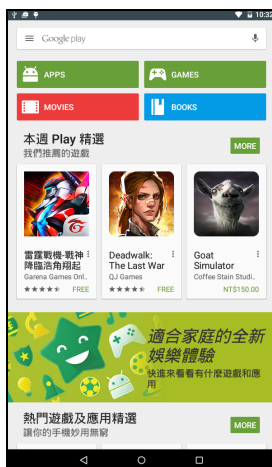 10:32
Google play
APPS
GAMES
MOVIES
BOOKS
本週 Play 精選
我們推薦的遊戲
MORE
雷霆戰機-戰神
降臨浩角翔起
Garena Games Onl..
FREE
Deadwalk:
The Last War
QJ Games
FREE
Goat
Simulator
Coffee Stain Studi..
NT$150.00
適合家庭的全新
娛樂體驗
快進來看看有什麼遊戲和應
用
熱門遊戲及應用精選
讓你的手機妙用無窮
MORE